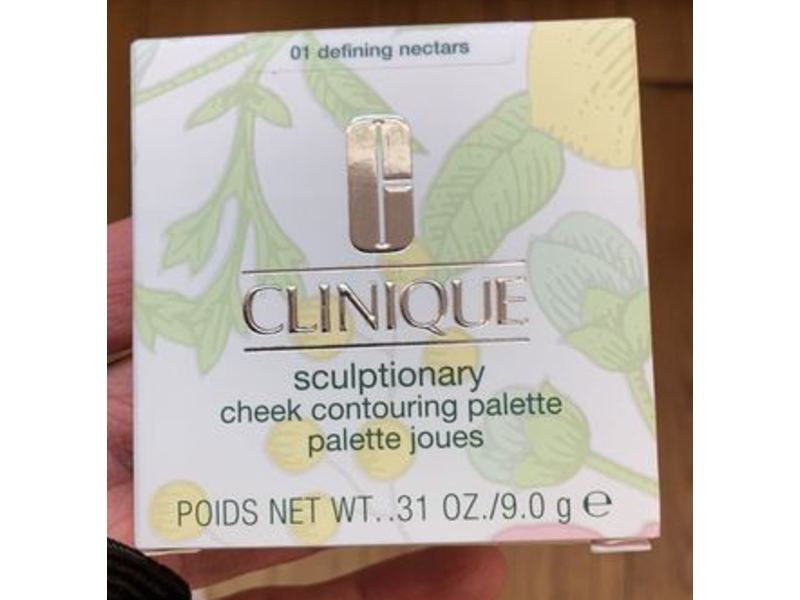 01 defining nectars
CLINIQUE
sculptionary
cheek contouring palette
palette joues
POIDS NET WT..31 OZ./9.0 g ℮